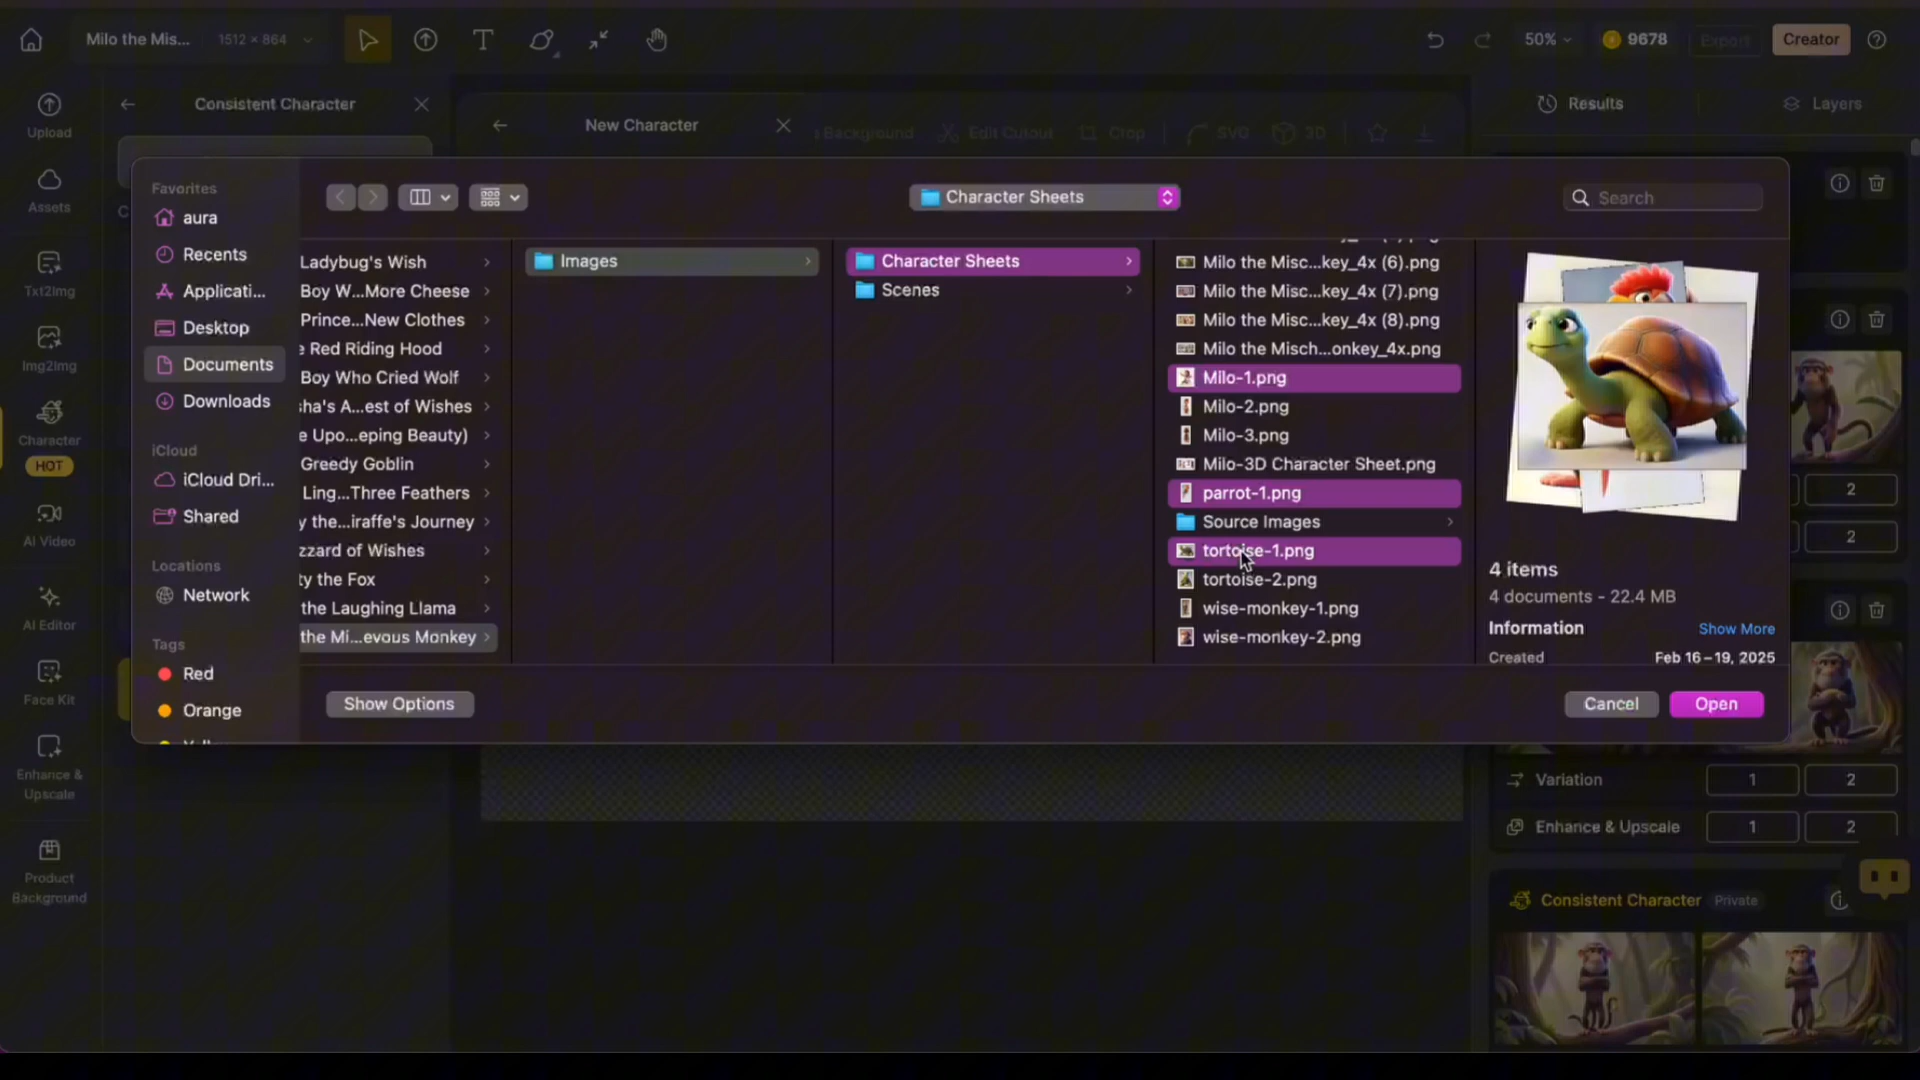 Milo the Mis...
1512 × 864
50%
9678
Export
Creator
Upload
Assets
Txt2Img
Img2Img
Character
HOT
AI Video
AI Editor
Face Kit
Enhance &
Upscale
Product
Background
Consistent Character
New Character
Background
Edit Cutout
Crop
SVG
3D
Results
Layers
Favorites
aura
Recents
Applicati...
Desktop
Documents
Downloads
iCloud
iCloud Dri...
Shared
Locations
Network
Tags
Red
Orange
Character Sheets
Search
Ladybug's Wish
Boy W...More Cheese
Prince...New Clothes
e Red Riding Hood
Boy Who Cried Wolf
sha's A...est of Wishes
e Upo...eping Beauty)
Greedy Goblin
Ling...Three Feathers
y the...iraffe's Journey
zzard of Wishes
ty the Fox
the Laughing Llama
the Mi...evous Monkey
Images
Character Sheets
Scenes
Milo the Misc...key_4x (6).png
Milo the Misc...key_4x (7).png
Milo the Misc...key_4x (8).png
Milo the Misch...onkey_4x.png
Milo-1.png
Milo-2.png
Milo-3.png
Milo-3D Character Sheet.png
parrot-1.png
Source Images
tortoise-1.png
tortoise-2.png
wise-monkey-1.png
wise-monkey-2.png
4 items
4 documents - 22.4 MB
Information
Show More
Created
Feb 16–19, 2025
Show Options
Cancel
Open
2
2
Variation
1
2
Enhance & Upscale
1
2
Consistent Character
Private